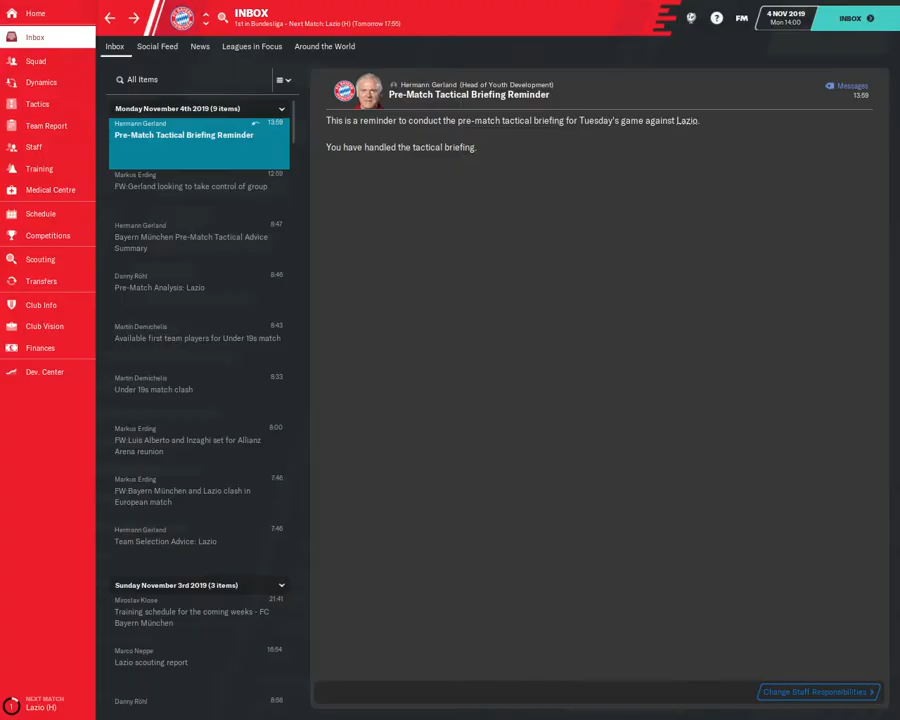 Home
Inbox
Squad
Dynamics
Tactics
Team Report
Staff
Training
Medical Centre
Schedule
Competitions
Scouting
Transfers
Club Info
Club Vision
Finances
Dev. Center
1
NEXT MATCH
Lazio (H)
INBOX
1st in Bundesliga - Next Match: Lazio (H) (Tomorrow 17:55)
?
FM
4 NOV 2019
Mon 14:00
INBOX
Inbox
Social Feed
News
Leagues in Focus
Around the World
All Items
Monday November 4th 2019 (9 items)
Hermann Gerland
13:59
Pre-Match Tactical Briefing Reminder
Markus Erding
12:59
FW:Gerland looking to take control of group
Hermann Gerland
8:47
Bayern München Pre-Match Tactical Advice
Summary
Danny Röhl
8:46
Pre-Match Analysis: Lazio
Martín Demichelis
8:43
Available first team players for Under 19s match
Martín Demichelis
8:33
Under 19s match clash
Markus Erding
8:00
FW:Luis Alberto and Inzaghi set for Allianz
Arena reunion
Markus Erding
7:46
FW:Bayern München and Lazio clash in
European match
Hermann Gerland
7:46
Team Selection Advice: Lazio
Sunday November 3rd 2019 (3 items)
Miroslav Klose
21:41
Training schedule for the coming weeks - FC
Bayern München
Marco Neppe
16:54
Lazio scouting report
Danny Röhl
8:58
Hermann Gerland (Head of Youth Development)
Pre-Match Tactical Briefing Reminder
Messages
13:59
This is a reminder to conduct the pre-match tactical briefing for Tuesday's game against Lazio.
You have handled the tactical briefing.
Change Staff Responsibilities